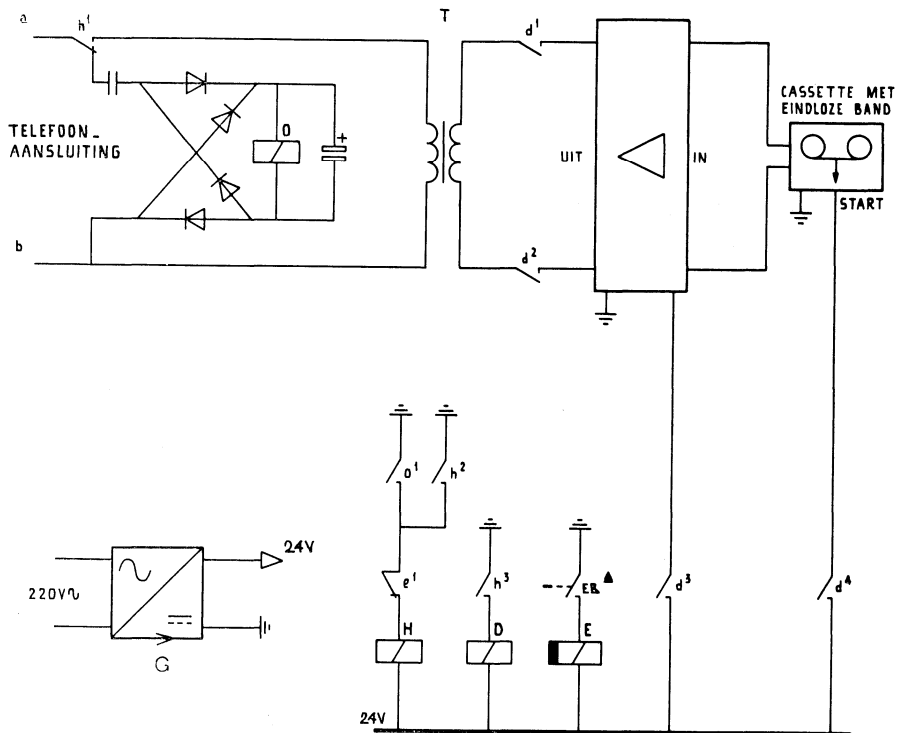 a
h¹
T
d¹
CASSETTE MET
EINDLOZE BAND
TELEFOON_
AANSLUITING
O
+
UIT
IN
START
b
d²
o¹
h²
24V
220V∿
G
e¹
h³
EB
d³
d⁴
H
D
E
24V